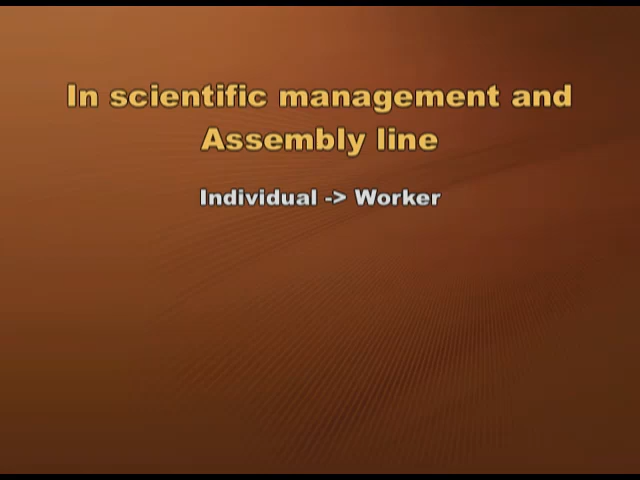 In scientific management and
Assembly line
Individual -> Worker